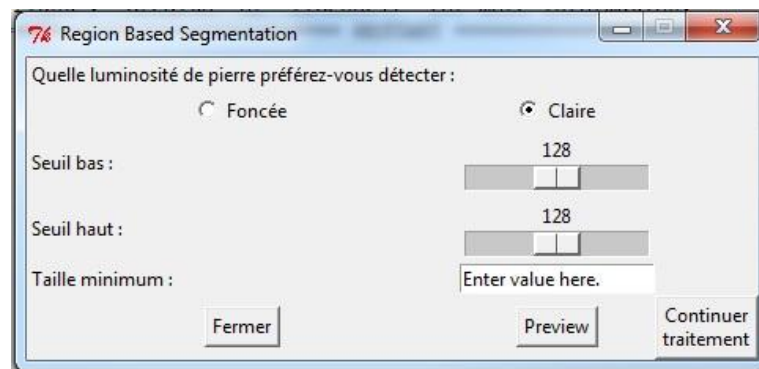 Region Based Segmentation
Quelle luminosité de pierre préférez-vous détecter :
Foncée Claire
128
Seuil bas :
128
Seuil haut :
Taille minimum : Enter value here.
Fermer Preview Continuer
traitement